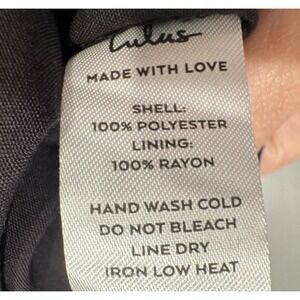 Lulus
MADE WITH LOVE
SHELL:
100% POLYESTER
LINING:
100% RAYON
HAND WASH COLD
DO NOT BLEACH
LINE DRY
IRON LOW HEAT